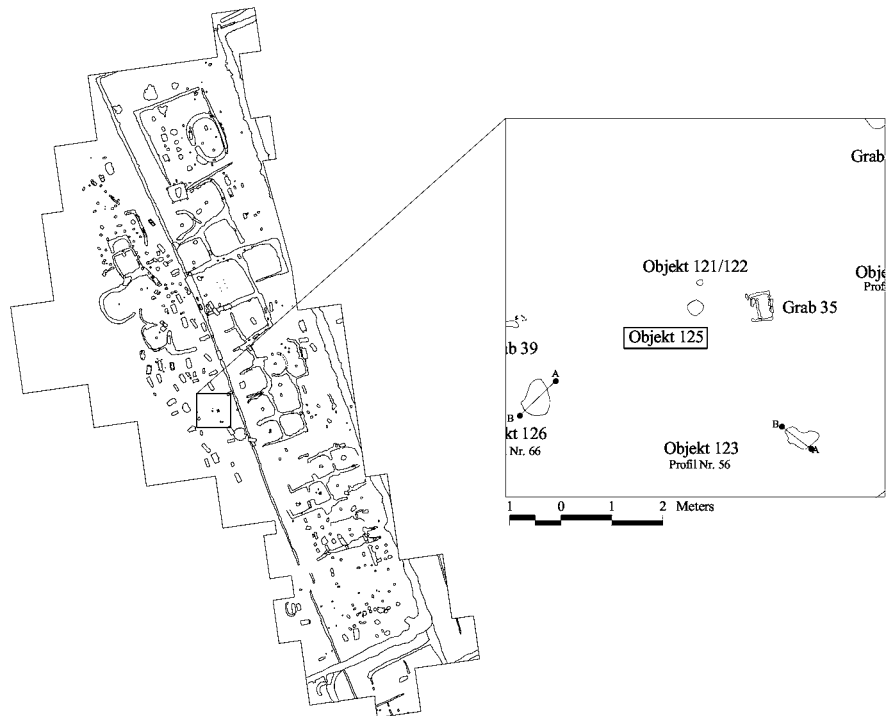 Grab
Objekt 121/122
Obje
Prof
Grab 35
Objekt 125
ab 39
A
B
kt 126
Nr. 66
B
A
Objekt 123
Profil Nr. 56
1 0 1 2 Meters